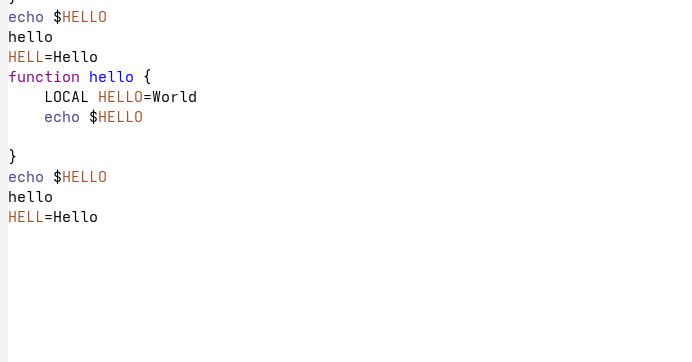 }
echo $HELLO
hello
HELL=Hello
function hello {
    LOCAL HELLO=World
    echo $HELLO

}
echo $HELLO
hello
HELL=Hello